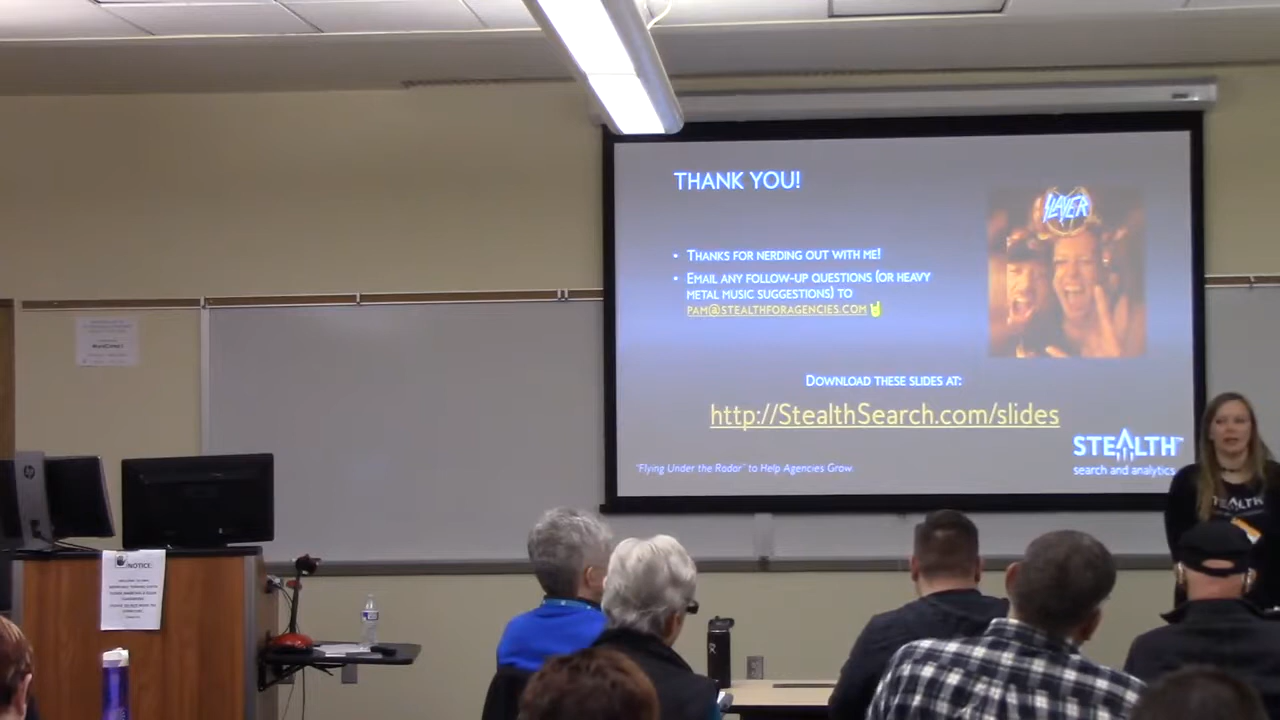 THANK YOU!
SLAYER
• THANKS FOR NERDING OUT WITH ME!
• EMAIL ANY FOLLOW-UP QUESTIONS (OR HEAVY
METAL MUSIC SUGGESTIONS) TO
PAM@STEALTHFORAGENCIES.COM
DOWNLOAD THESE SLIDES AT:
http://StealthSearch.com/slides
STEALTH™
search and analytics
"Flying Under the Radar" to Help Agencies Grow.
STEALTH
hp
NOTICE: